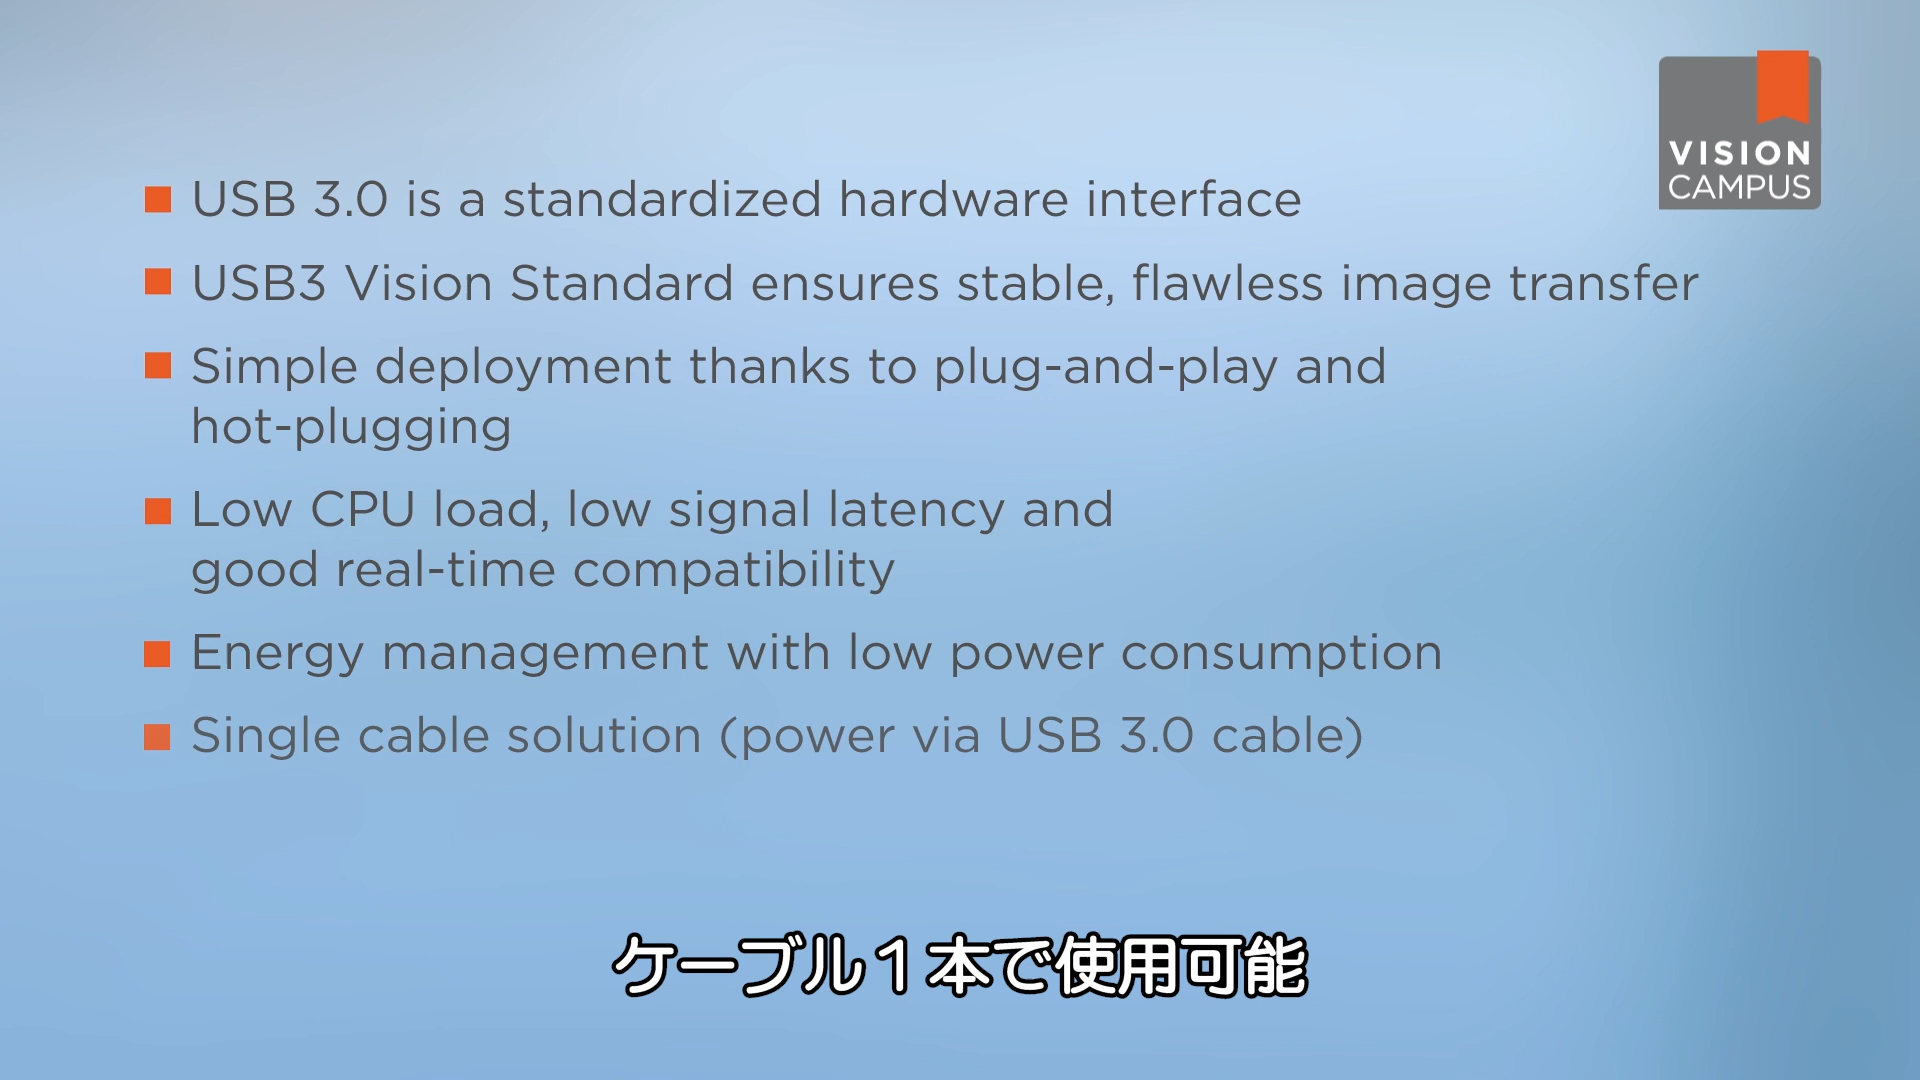 VISION
CAMPUS
USB 3.0 is a standardized hardware interface
USB3 Vision Standard ensures stable, flawless image transfer
Simple deployment thanks to plug-and-play and
hot-plugging
Low CPU load, low signal latency and
good real-time compatibility
Energy management with low power consumption
Single cable solution (power via USB 3.0 cable)
ケーブル１本で使用可能